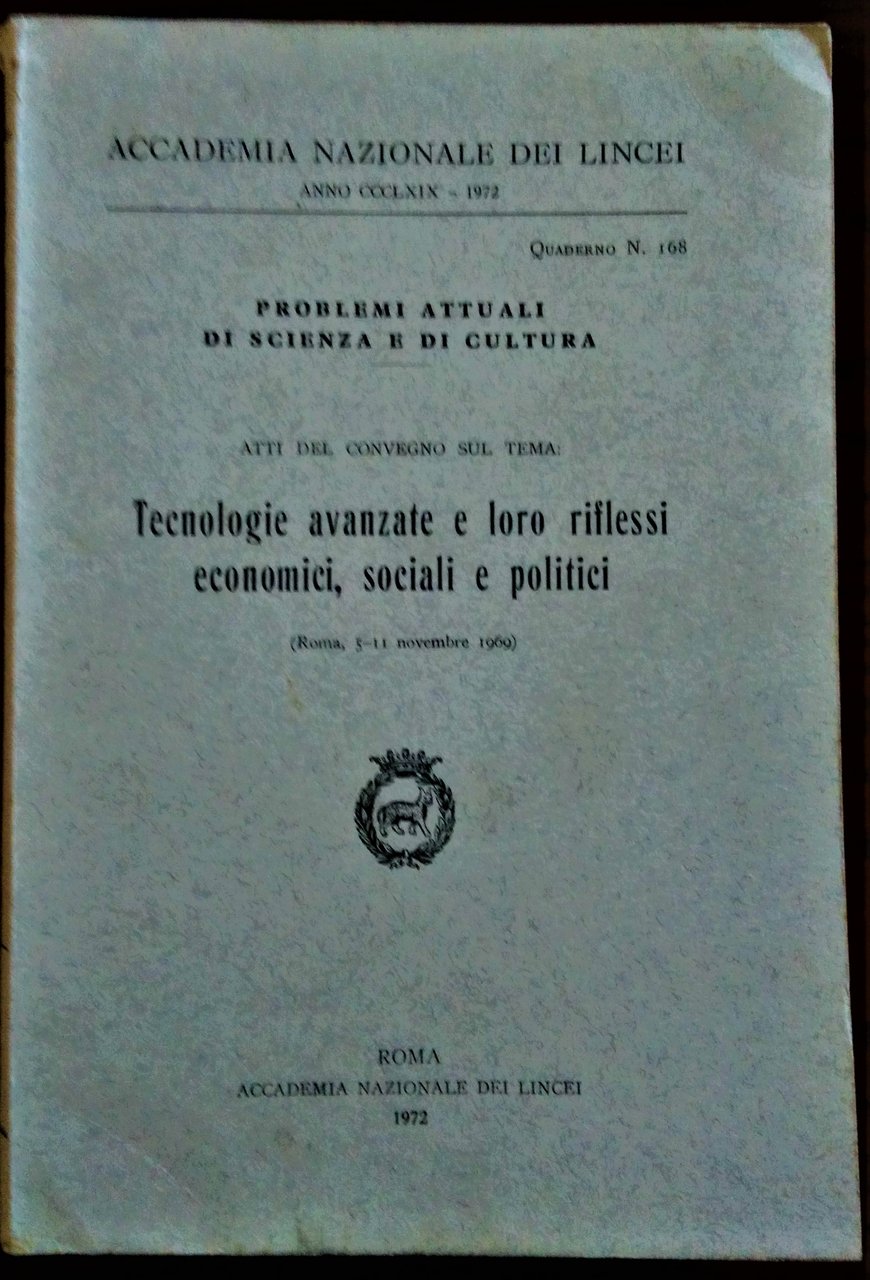 ACCADEMIA NAZIONALE DEI LINCEI
ANNO CCCLXIX - 1972
QUADERNO N. 168
PROBLEMI ATTUALI
DI SCIENZA E DI CULTURA
ATTI DEL CONVEGNO SUL TEMA:
Tecnologie avanzate e loro riflessi
economici, sociali e politici
(Roma, 5-11 novembre 1969)
ROMA
ACCADEMIA NAZIONALE DEI LINCEI
1972